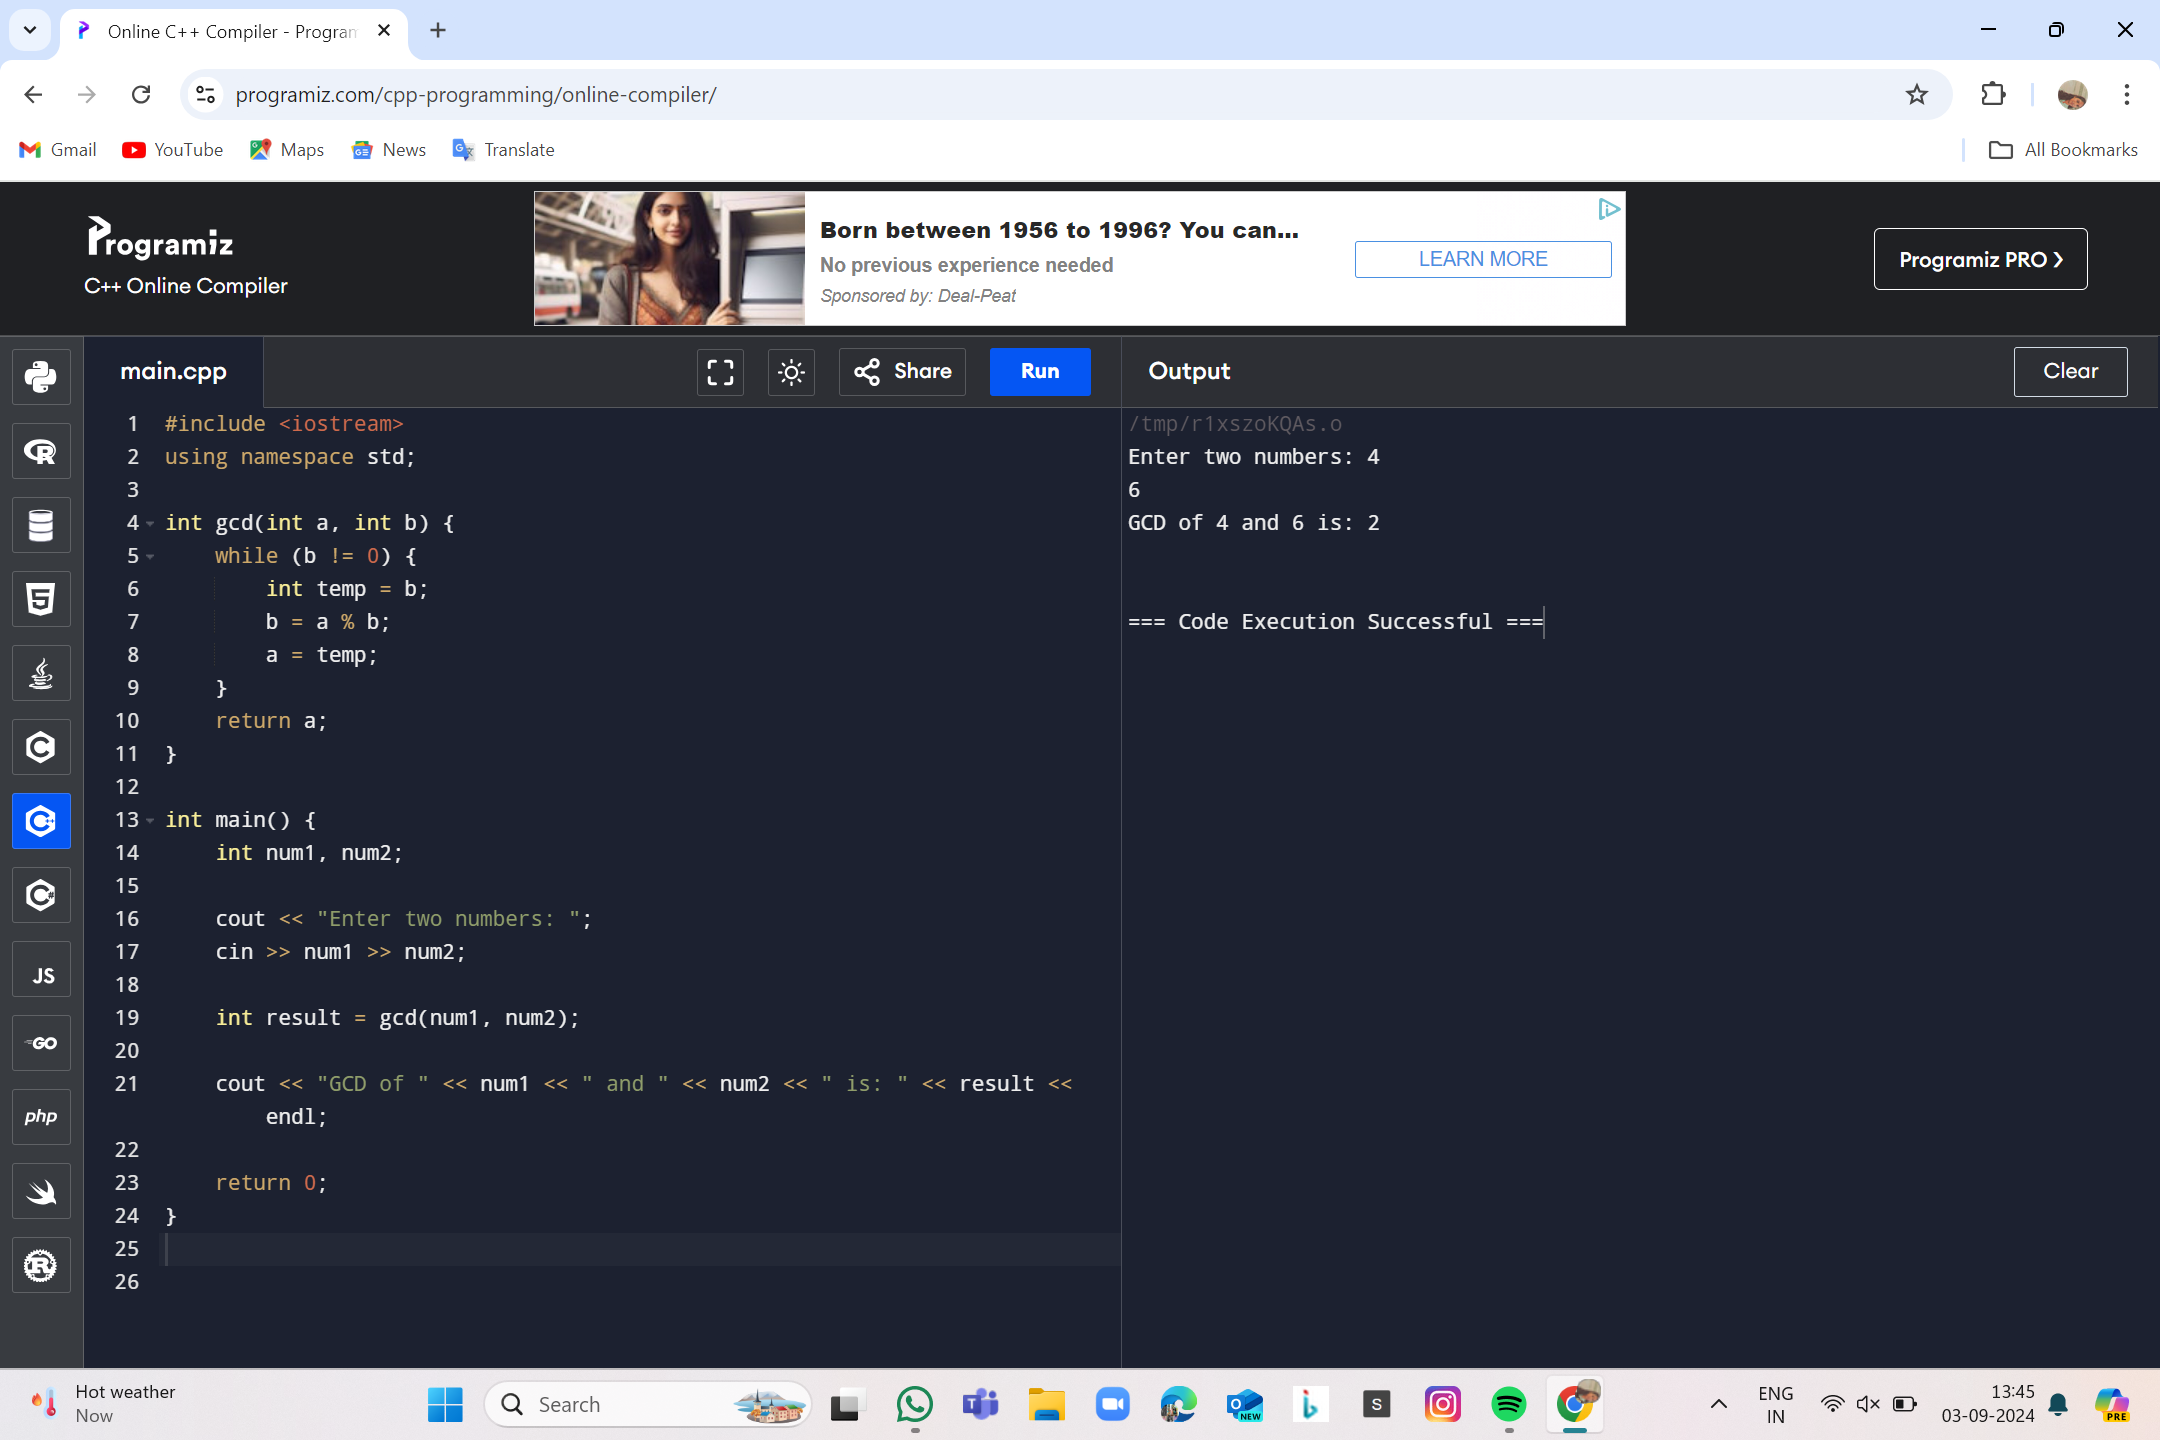 Online C++ Compiler - Program
programiz.com/cpp-programming/online-compiler/
Gmail
YouTube
Maps
News
Translate
All Bookmarks
Programiz
C++ Online Compiler
Born between 1956 to 1996? You can...
No previous experience needed
Sponsored by: Deal-Peat
LEARN MORE
Programiz PRO ❯
main.cpp
Share
Run
Output
Clear
1 #include <iostream>
2 using namespace std;
3
4 int gcd(int a, int b) {
5 while (b != 0) {
6 int temp = b;
7 b = a % b;
8 a = temp;
9 }
10 return a;
11 }
12
13 int main() {
14 int num1, num2;
15
16 cout << "Enter two numbers: ";
17 cin >> num1 >> num2;
18
19 int result = gcd(num1, num2);
20
21 cout << "GCD of " << num1 << " and " << num2 << " is: " << result <<
endl;
22
23 return 0;
24 }
25
26
/tmp/r1xszoKQAs.o
Enter two numbers: 4
6
GCD of 4 and 6 is: 2
=== Code Execution Successful ===
JS
GO
php
Hot weather
Now
Search
NEW
S
ENG
IN
13:45
03-09-2024
PRE